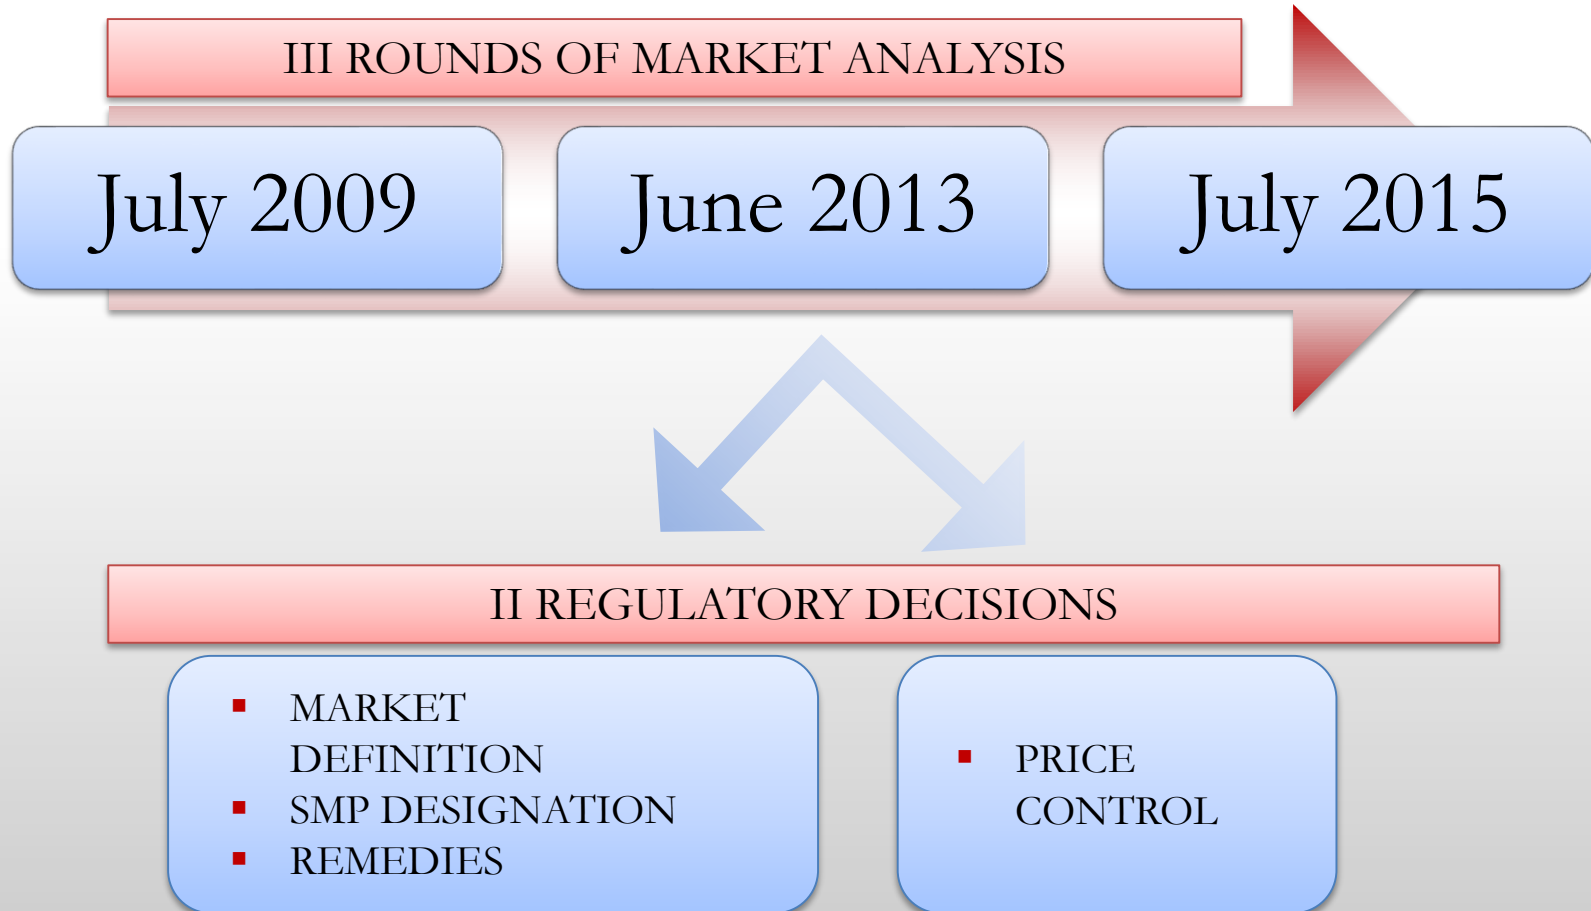 III ROUNDS OF MARKET ANALYSIS
July 2009
June 2013
July 2015
II REGULATORY DECISIONS
▪ MARKET
DEFINITION
▪ SMP DESIGNATION
▪ REMEDIES
▪ PRICE
CONTROL